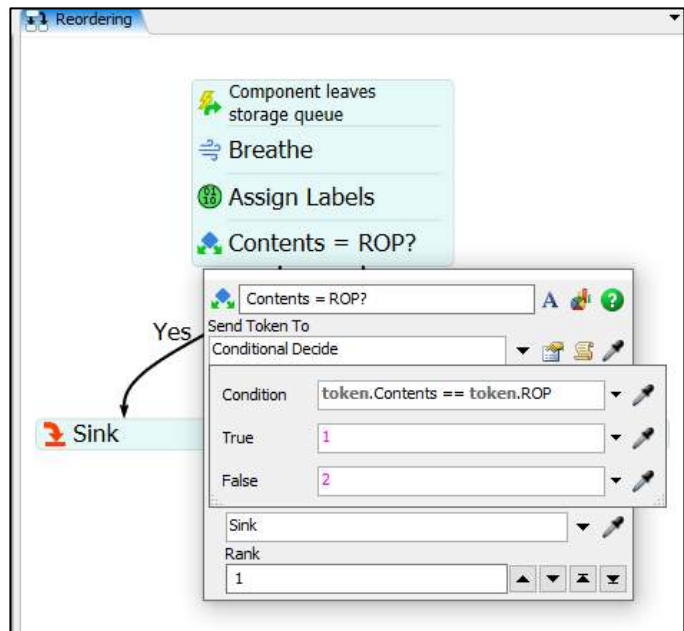 Reordering
Component leaves
storage queue
Breathe
Assign Labels
Contents = ROP?
Contents = ROP?
A
?
Yes
Send Token To
Conditional Decide
Condition
token.Contents == token.ROP
True
1
False
2
Sink
Sink
Rank
1